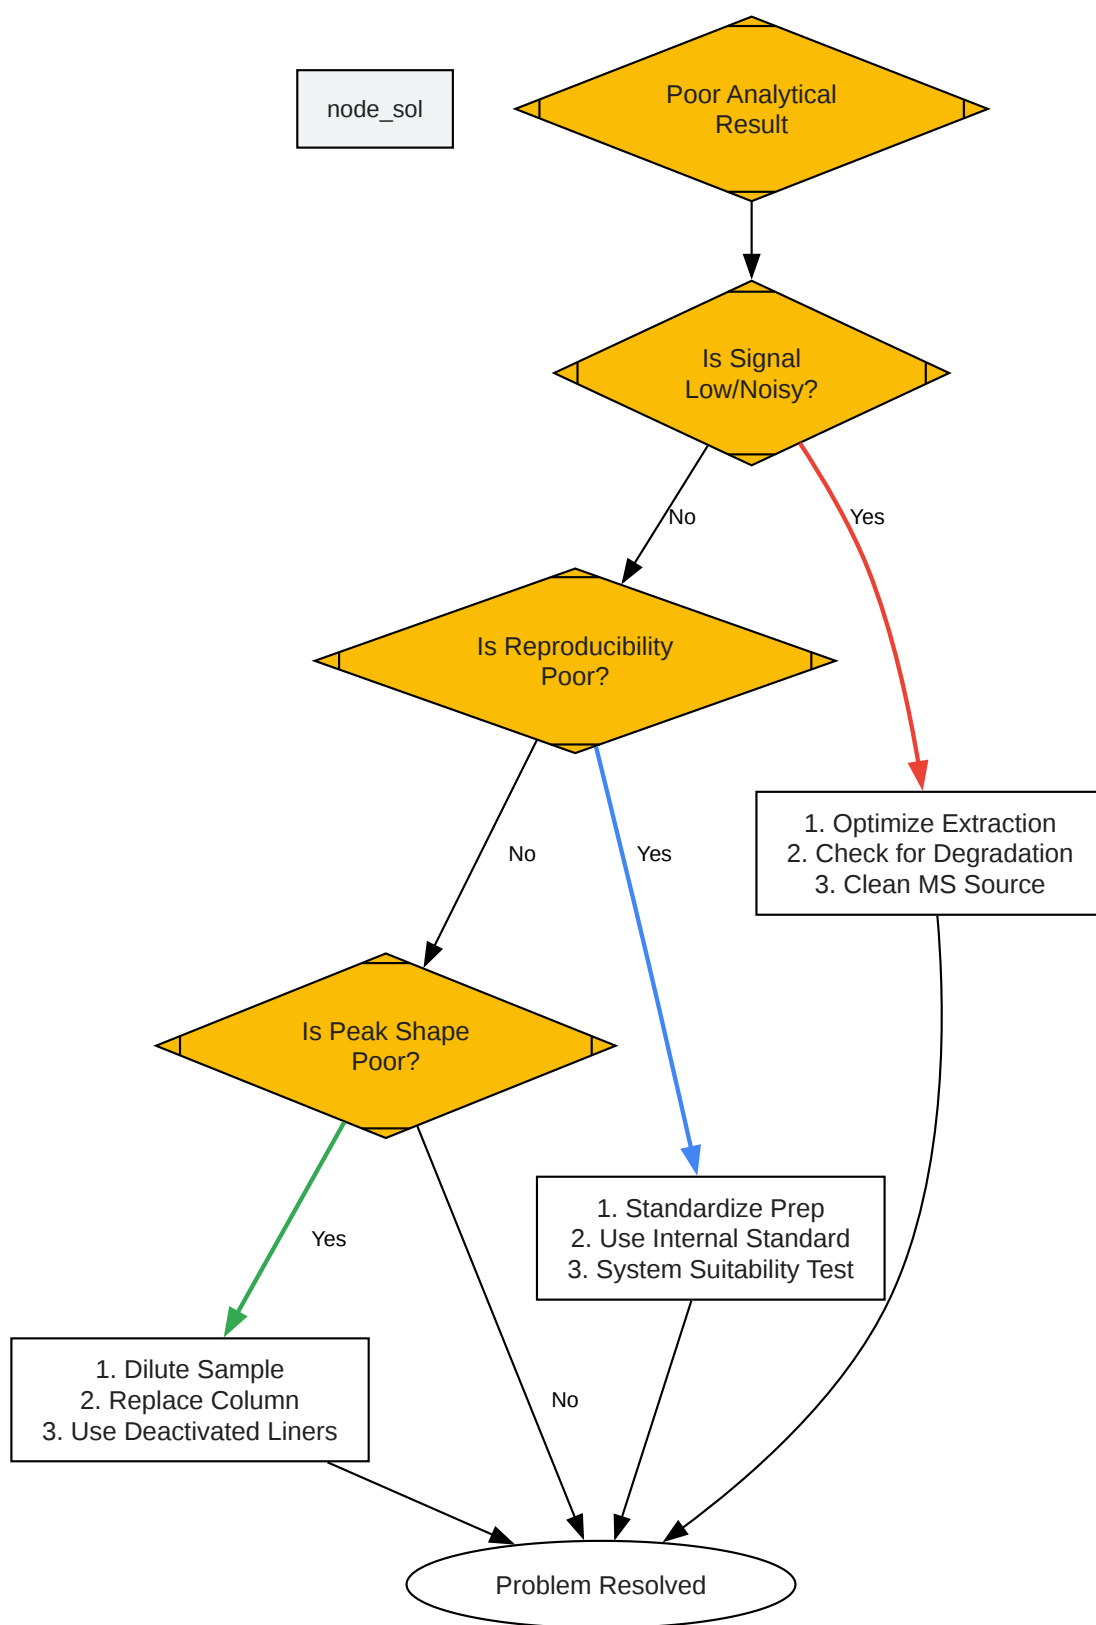 node_sol
Poor Analytical
Result
Is Signal
Low/Noisy?
No
Yes
Is Reproducibility
Poor?
No
Yes
1. Optimize Extraction
2. Check for Degradation
3. Clean MS Source
Is Peak Shape
Poor?
Yes
No
1. Standardize Prep
2. Use Internal Standard
3. System Suitability Test
1. Dilute Sample
2. Replace Column
3. Use Deactivated Liners
Problem Resolved